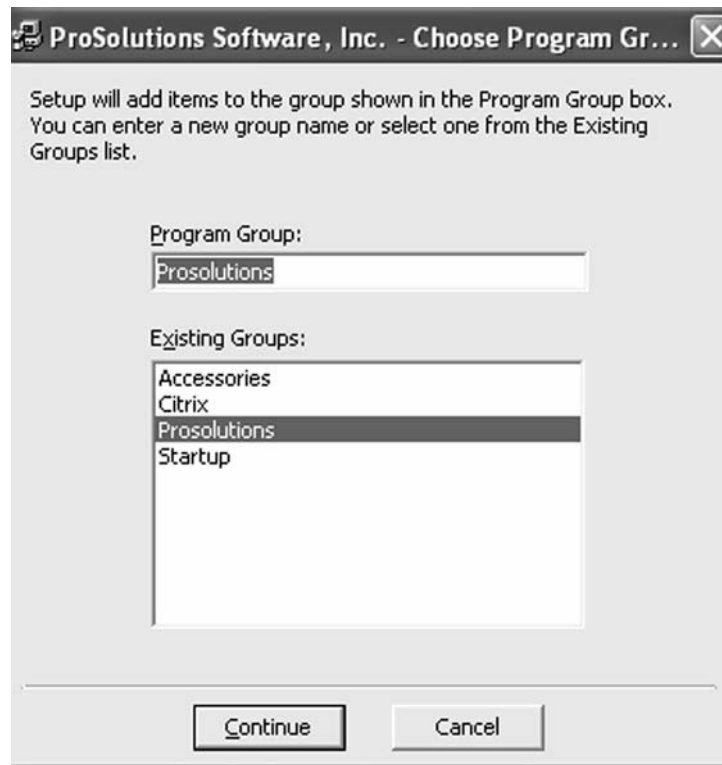 ProSolutions Software, Inc. - Choose Program Gr...
Setup will add items to the group shown in the Program Group box.
You can enter a new group name or select one from the Existing
Groups list.
Program Group:
Prosolutions
Existing Groups:
Accessories
Citrix
Prosolutions
Startup
Continue
Cancel